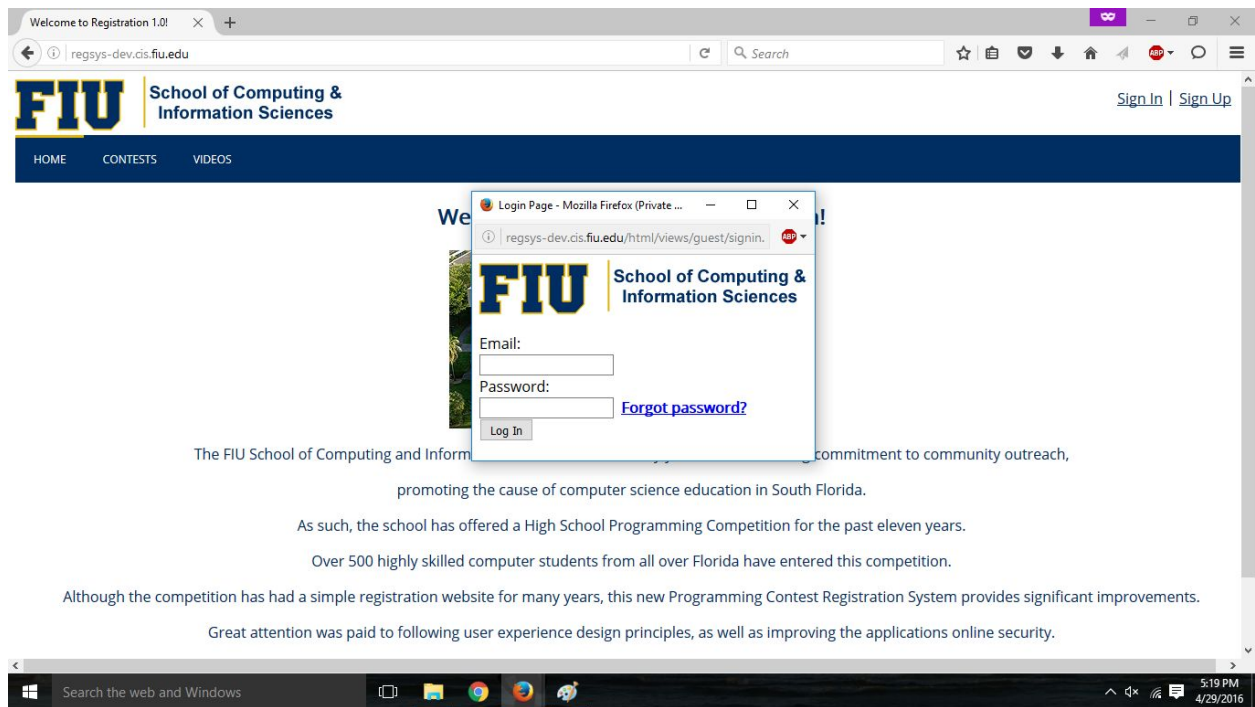 Welcome to Registration 1.0!
regsys-dev.cis.fiu.edu
Search
ABP
FIU
School of Computing &
Information Sciences
Sign In | Sign Up
HOME CONTESTS VIDEOS
We
!
Login Page - Mozilla Firefox (Private ...
regsys-dev.cis.fiu.edu/html/views/guest/signin.
ABP
FIU
School of Computing &
Information Sciences
Email:
Password:
Forgot password?
Log In
The FIU School of Computing and Inform commitment to community outreach,
promoting the cause of computer science education in South Florida.
As such, the school has offered a High School Programming Competition for the past eleven years.
Over 500 highly skilled computer students from all over Florida have entered this competition.
Although the competition has had a simple registration website for many years, this new Programming Contest Registration System provides significant improvements.
Great attention was paid to following user experience design principles, as well as improving the applications online security.
Search the web and Windows
5:19 PM
4/29/2016